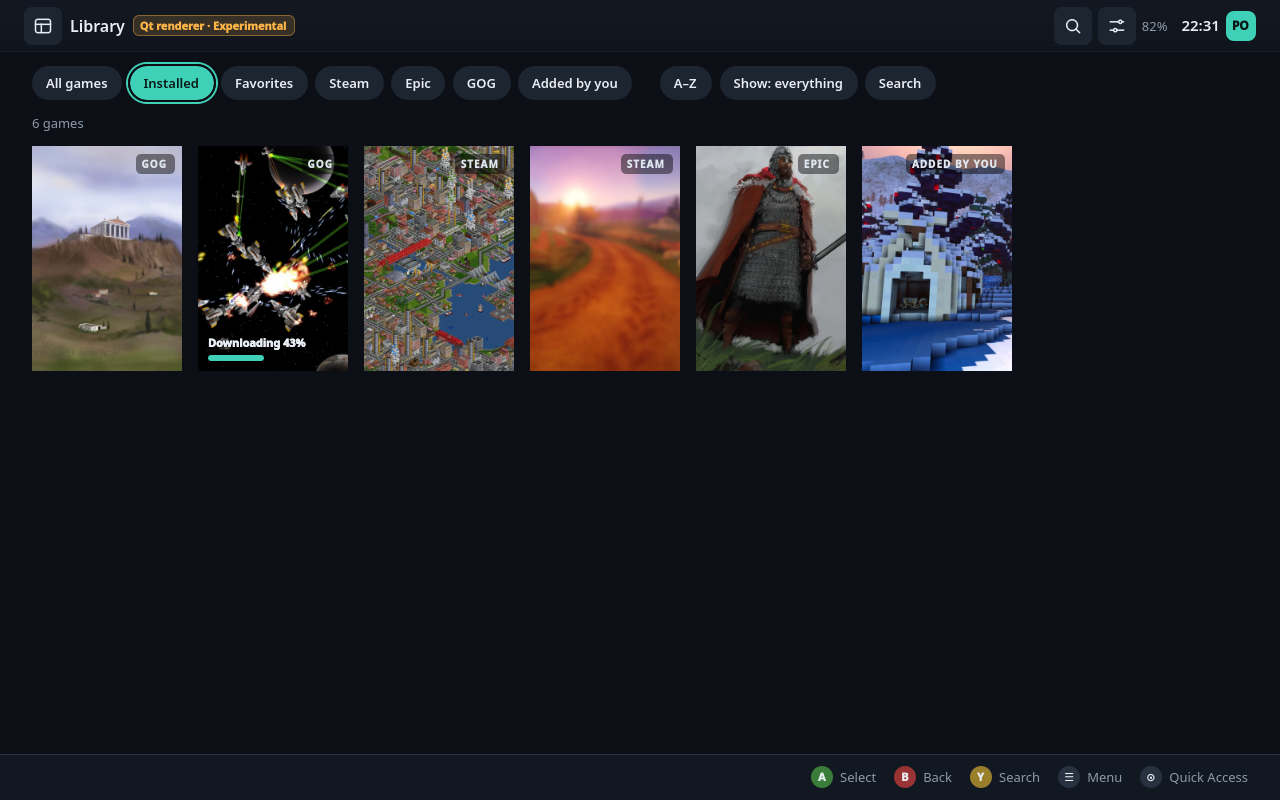 Library
Qt renderer · Experimental
82%
22:31
PO
All games
Installed
Favorites
Steam
Epic
GOG
Added by you
A–Z
Show: everything
Search
6 games
GOG
GOG
STEAM
STEAM
EPIC
ADDED BY YOU
Downloading 43%
A Select
B Back
Y Search
Menu
Quick Access